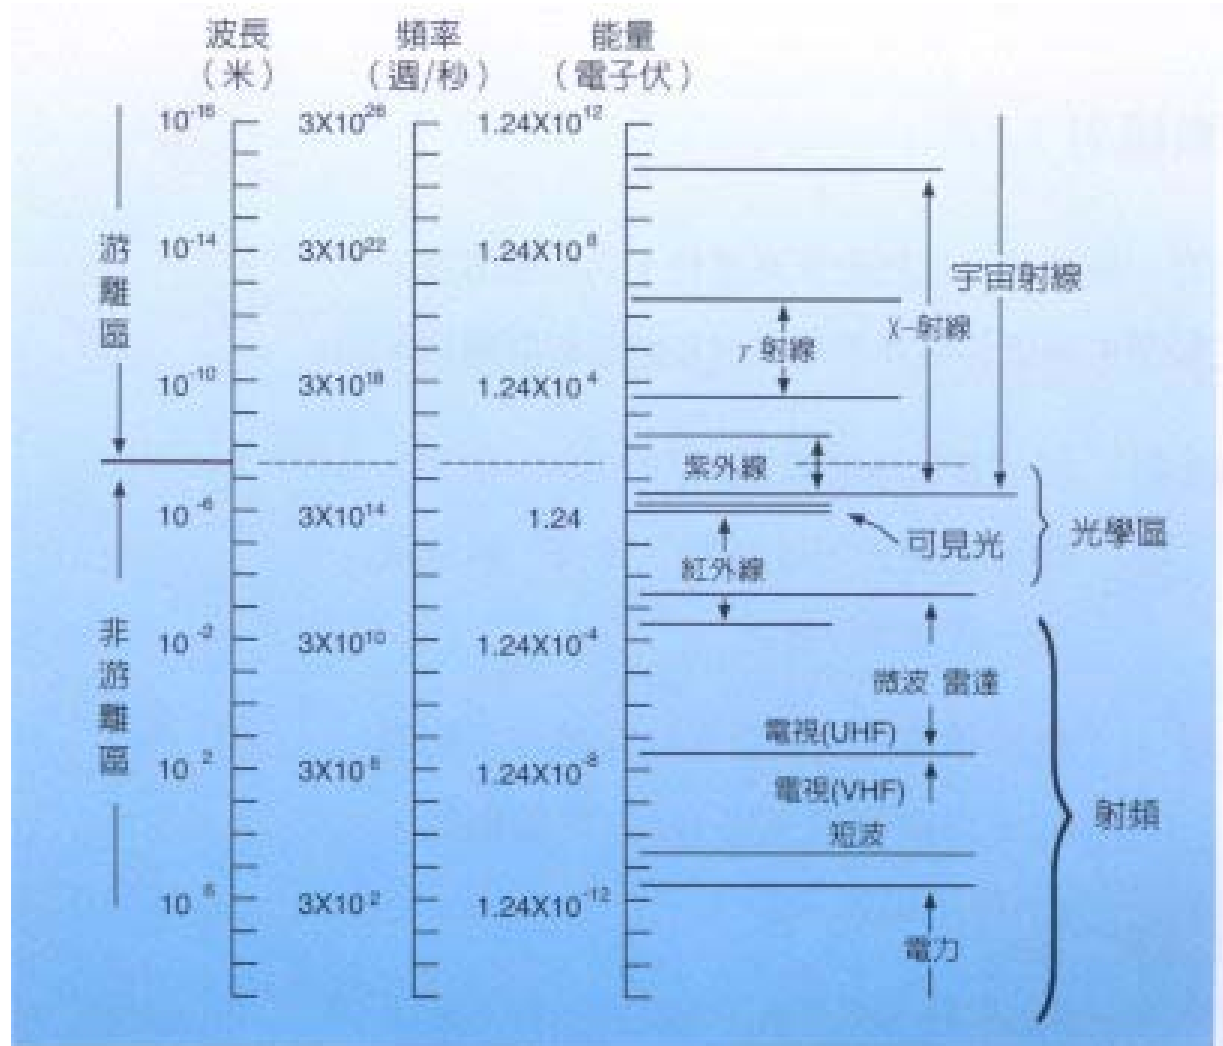 波長 頻率 能量
(米) (週/秒) (電子伏)
10⁻¹⁸ 3X10²⁶ 1.24X10¹²
10⁻¹⁴ 3X10²² 1.24X10⁸
10⁻¹⁰ 3X10¹⁸ 1.24X10⁴
10⁻⁶ 3X10¹⁴ 1.24
10⁻² 3X10¹⁰ 1.24X10⁻⁴
10² 3X10⁶ 1.24X10⁻⁸
10⁶ 3X10² 1.24X10⁻¹²
游離區
非游離區
宇宙射線
X-射線
r 射線
紫外線
可見光
光學區
紅外線
微波 雷達
電視(UHF)
電視(VHF)
短波
射頻
電力